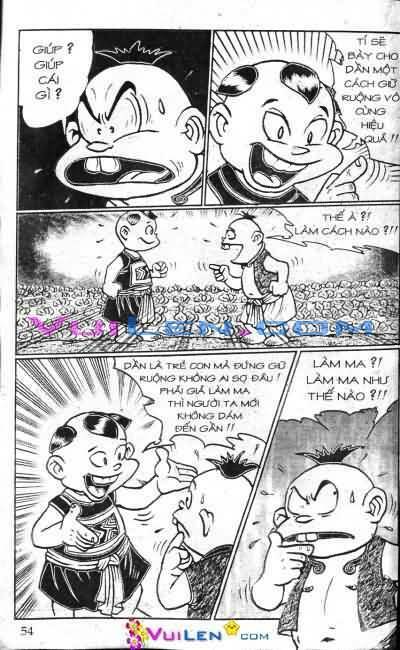 GIÚP ?
GIÚP
CÁI
GÌ ?
TÍ SẼ
BÀY CHO
DẦN MỘT
CÁCH GIỮ
RUỘNG VÔ
CÙNG
HIỆU
QUẢ !!
THẾ À ?!
LÀM CÁCH NÀO ?!!
VUILEN.COM
DẦN LÀ TRẺ CON MÀ ĐỨNG GIỮ
RUỘNG KHÔNG AI SỢ ĐÂU !
PHẢI GIẢ LÀM MA
THÌ NGƯỜI TA MỚI
KHÔNG DÁM
ĐẾN GẦN !!
LÀM MA ?!
LÀM MA NHƯ
THẾ NÀO ?!!
54
VUILEN.COM